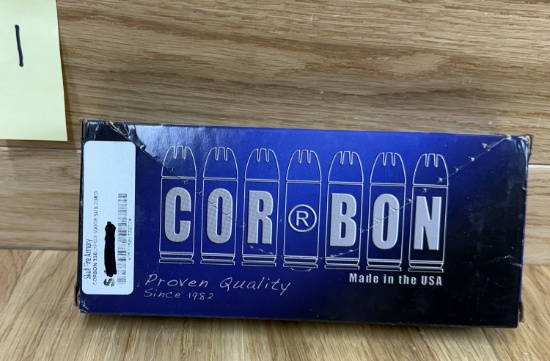 1
COR®BON
Proven Quality
Since 1982
Made in the USA
$